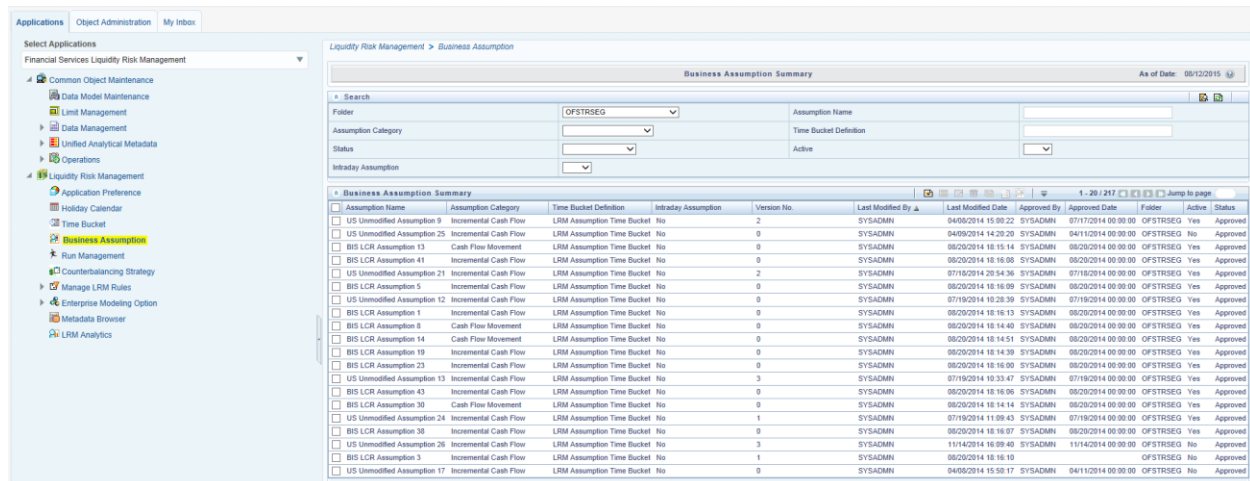 Applications Object Administration My Inbox
Select Applications
Financial Services Liquidity Risk Management
Common Object Maintenance
Data Model Maintenance
Limit Management
Data Management
Unified Analytical Metadata
Operations
Liquidity Risk Management
Application Preference
Holiday Calendar
Time Bucket
Business Assumption
Run Management
Counterbalancing Strategy
Manage LRM Rules
Enterprise Modeling Option
Metadata Browser
LRM Analytics
Liquidity Risk Management > Business Assumption
Business Assumption Summary As of Date: 08/12/2015
Search
Folder OFSTRSEG Assumption Name
Assumption Category Time Bucket Definition
Status Active
Intraday Assumption
Business Assumption Summary 1 - 20 / 217 Jump to page
Assumption Name Assumption Category Time Bucket Definition Intraday Assumption Version No. Last Modified By Last Modified Date Approved By Approved Date Folder Active Status
US Unmodified Assumption 9 Incremental Cash Flow LRM Assumption Time Bucket No 2 SYSADMN 04/08/2014 15:00:22 SYSADMN 07/17/2014 00:00:00 OFSTRSEG Yes Approved
US Unmodified Assumption 25 Incremental Cash Flow LRM Assumption Time Bucket No 0 SYSADMN 04/09/2014 14:20:20 SYSADMN 04/11/2014 00:00:00 OFSTRSEG No Approved
BIS LCR Assumption 13 Cash Flow Movement LRM Assumption Time Bucket No 0 SYSADMN 08/20/2014 18:15:14 SYSADMN 08/20/2014 00:00:00 OFSTRSEG Yes Approved
BIS LCR Assumption 41 Incremental Cash Flow LRM Assumption Time Bucket No 0 SYSADMN 08/20/2014 18:16:08 SYSADMN 08/20/2014 00:00:00 OFSTRSEG Yes Approved
US Unmodified Assumption 21 Incremental Cash Flow LRM Assumption Time Bucket No 2 SYSADMN 07/18/2014 20:54:36 SYSADMN 07/18/2014 00:00:00 OFSTRSEG Yes Approved
BIS LCR Assumption 5 Incremental Cash Flow LRM Assumption Time Bucket No 0 SYSADMN 08/20/2014 18:16:09 SYSADMN 08/20/2014 00:00:00 OFSTRSEG Yes Approved
US Unmodified Assumption 12 Incremental Cash Flow LRM Assumption Time Bucket No 0 SYSADMN 07/19/2014 10:28:39 SYSADMN 07/19/2014 00:00:00 OFSTRSEG Yes Approved
BIS LCR Assumption 1 Incremental Cash Flow LRM Assumption Time Bucket No 0 SYSADMN 08/20/2014 18:16:13 SYSADMN 08/20/2014 00:00:00 OFSTRSEG Yes Approved
BIS LCR Assumption 8 Cash Flow Movement LRM Assumption Time Bucket No 0 SYSADMN 08/20/2014 18:14:40 SYSADMN 08/20/2014 00:00:00 OFSTRSEG Yes Approved
BIS LCR Assumption 14 Cash Flow Movement LRM Assumption Time Bucket No 0 SYSADMN 08/20/2014 18:14:51 SYSADMN 08/20/2014 00:00:00 OFSTRSEG Yes Approved
BIS LCR Assumption 19 Incremental Cash Flow LRM Assumption Time Bucket No 0 SYSADMN 08/20/2014 18:14:39 SYSADMN 08/20/2014 00:00:00 OFSTRSEG Yes Approved
BIS LCR Assumption 23 Incremental Cash Flow LRM Assumption Time Bucket No 0 SYSADMN 08/20/2014 18:16:00 SYSADMN 08/20/2014 00:00:00 OFSTRSEG Yes Approved
US Unmodified Assumption 13 Incremental Cash Flow LRM Assumption Time Bucket No 3 SYSADMN 07/19/2014 10:33:47 SYSADMN 07/19/2014 00:00:00 OFSTRSEG Yes Approved
BIS LCR Assumption 43 Incremental Cash Flow LRM Assumption Time Bucket No 0 SYSADMN 08/20/2014 18:16:06 SYSADMN 08/20/2014 00:00:00 OFSTRSEG Yes Approved
BIS LCR Assumption 30 Cash Flow Movement LRM Assumption Time Bucket No 0 SYSADMN 08/20/2014 18:14:14 SYSADMN 08/20/2014 00:00:00 OFSTRSEG Yes Approved
US Unmodified Assumption 24 Incremental Cash Flow LRM Assumption Time Bucket No 1 SYSADMN 07/19/2014 11:09:43 SYSADMN 07/19/2014 00:00:00 OFSTRSEG Yes Approved
BIS LCR Assumption 38 Incremental Cash Flow LRM Assumption Time Bucket No 0 SYSADMN 08/20/2014 18:16:07 SYSADMN 08/20/2014 00:00:00 OFSTRSEG Yes Approved
US Unmodified Assumption 26 Incremental Cash Flow LRM Assumption Time Bucket No 3 SYSADMN 11/14/2014 16:09:40 SYSADMN 11/14/2014 00:00:00 OFSTRSEG No Approved
BIS LCR Assumption 3 Incremental Cash Flow LRM Assumption Time Bucket No 1 SYSADMN 08/20/2014 18:16:10 OFSTRSEG No Approved
US Unmodified Assumption 17 Incremental Cash Flow LRM Assumption Time Bucket No 0 SYSADMN 04/08/2014 15:50:17 SYSADMN 04/11/2014 00:00:00 OFSTRSEG No Approved